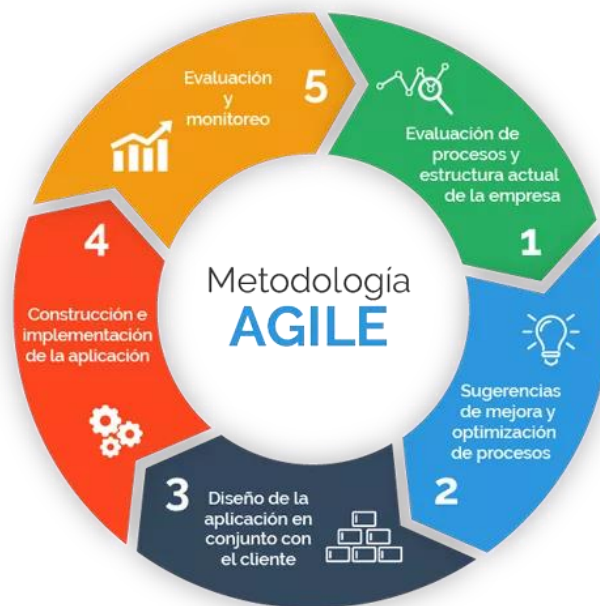 Metodología
AGILE
Evaluación de
procesos y
estructura actual
de la empresa
1
Sugerencias
de mejora y
optimización
de procesos
2
3
Diseño de la
aplicación en
conjunto con
el cliente
4
Construcción e
implementación
de la aplicación
5
Evaluación
y
monitoreo